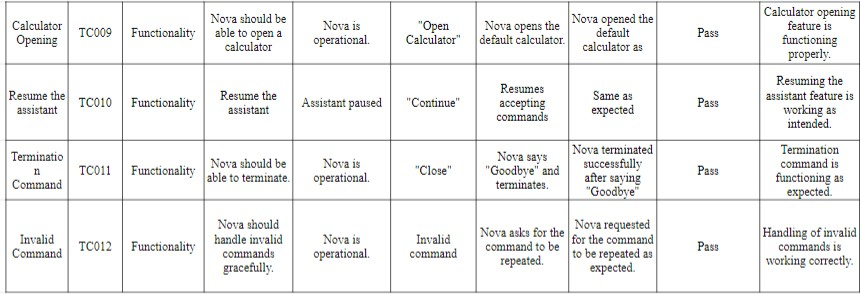 Calculator
Opening
TC009
Functionality
Nova should be
able to open a
calculator
Nova is
operational.
"Open
Calculator"
Nova opens the
default calculator.
Nova opened the
default
calculator as
Pass
Calculator opening
feature is
functioning
properly.
Resume the
assistant
TC010
Functionality
Resume the
assistant
Assistant paused
"Continue"
Resumes
accepting
commands
Same as
expected
Pass
Resuming the
assistant feature is
working as
intended.
Terminatio
n
Command
TC011
Functionality
Nova should be
able to terminate.
Nova is
operational.
"Close"
Nova says
"Goodbye" and
terminates.
Nova terminated
successfully
after saying
"Goodbye"
Pass
Termination
command is
functioning as
expected.
Invalid
Command
TC012
Functionality
Nova should
handle invalid
commands
gracefully.
Nova is
operational.
Invalid
command
Nova asks for the
command to be
repeated.
Nova requested
for the command
to be repeated as
expected.
Pass
Handling of invalid
commands is
working correctly.